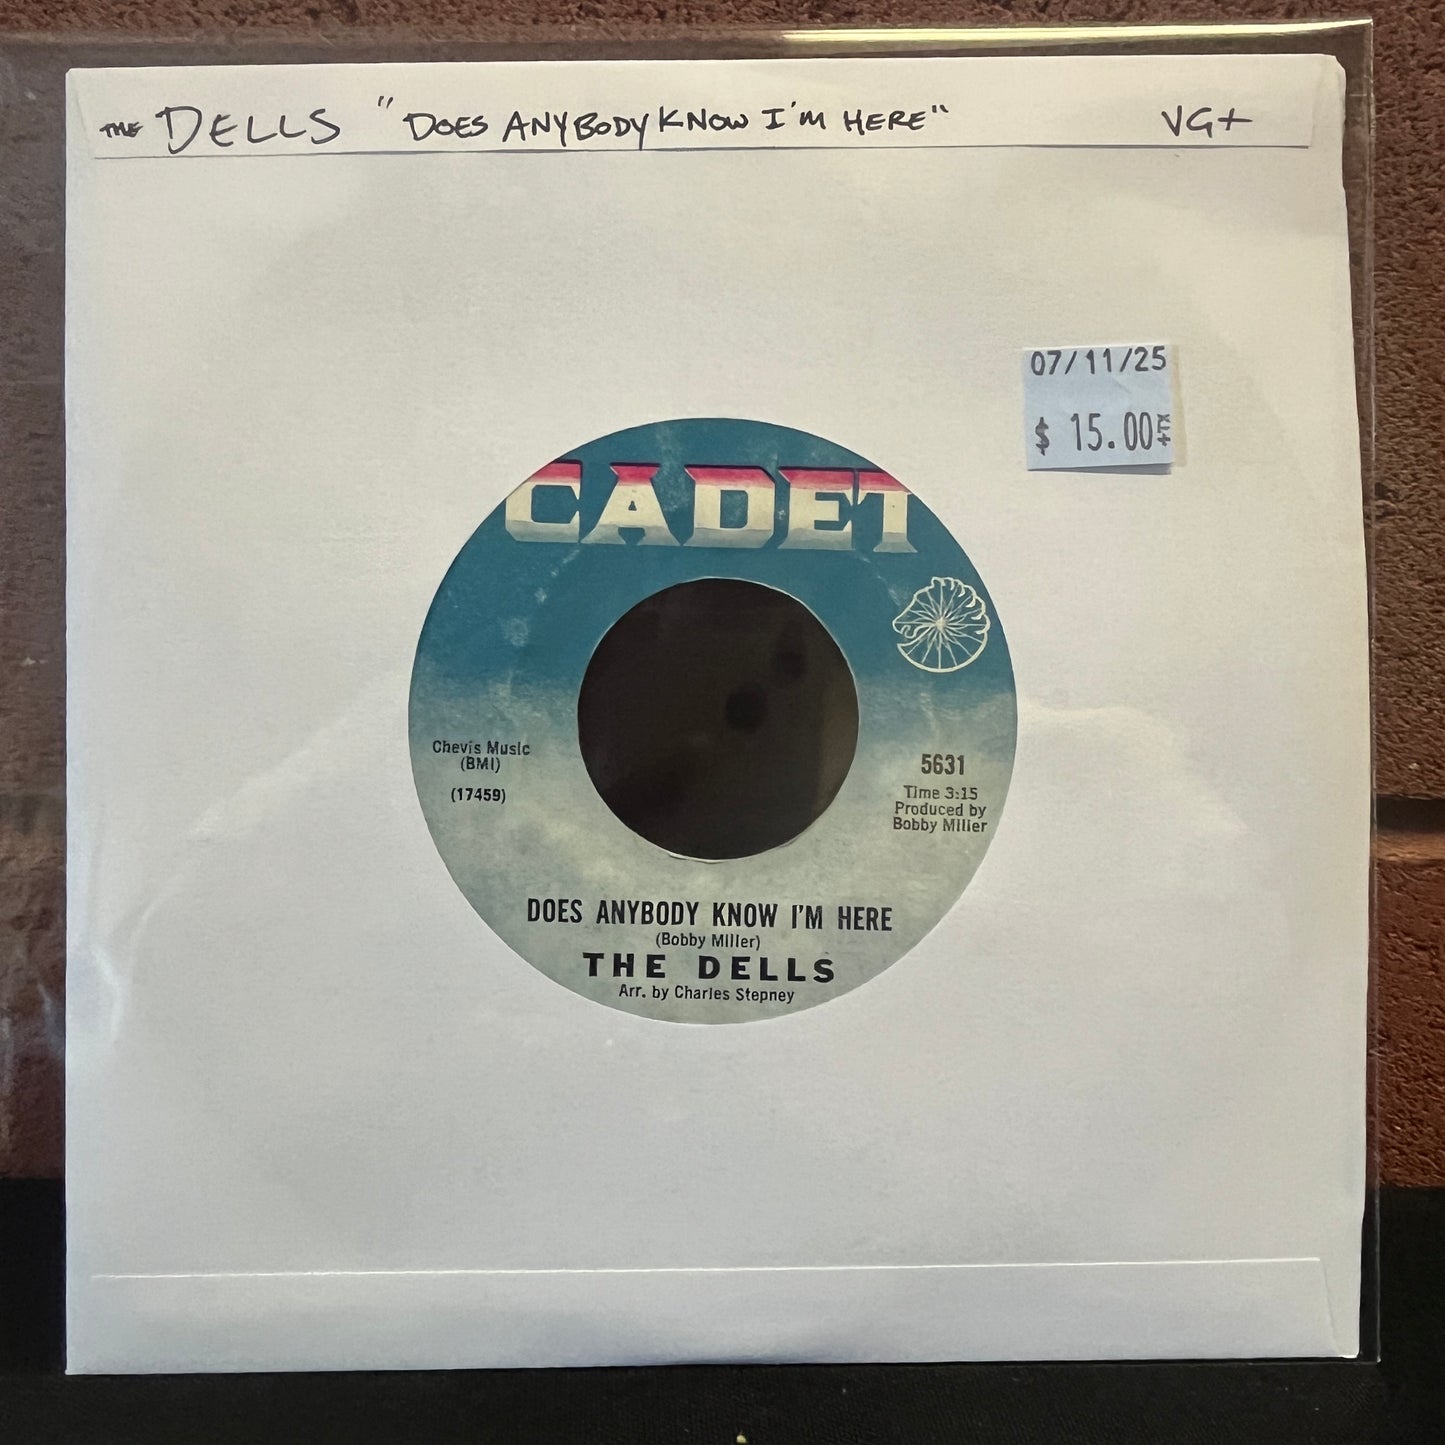 THE DELLS "DOES ANYBODY KNOW I'M HERE" VG+
07/11/25
$ 15.00 +TX
CADET
Chevis Music
(BMI)
(17459)
5631
Time 3:15
Produced by
Bobby Miller
DOES ANYBODY KNOW I'M HERE
(Bobby Miller)
THE DELLS
Arr. by Charles Stepney